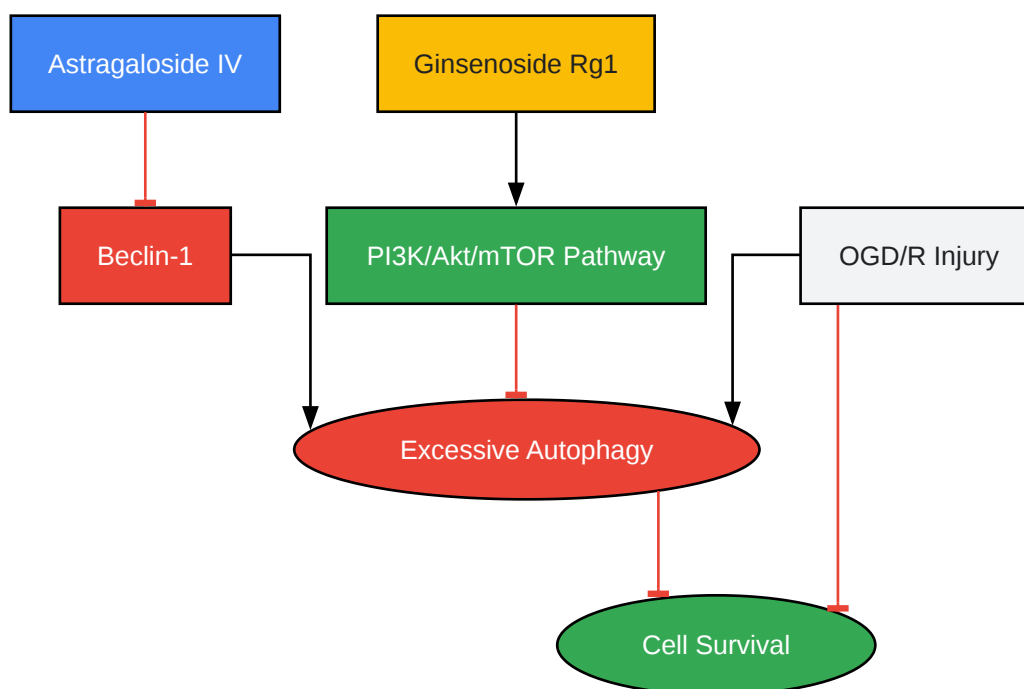 Astragaloside IV
Ginsenoside Rg1
Beclin-1
PI3K/Akt/mTOR Pathway
OGD/R Injury
Excessive Autophagy
Cell Survival